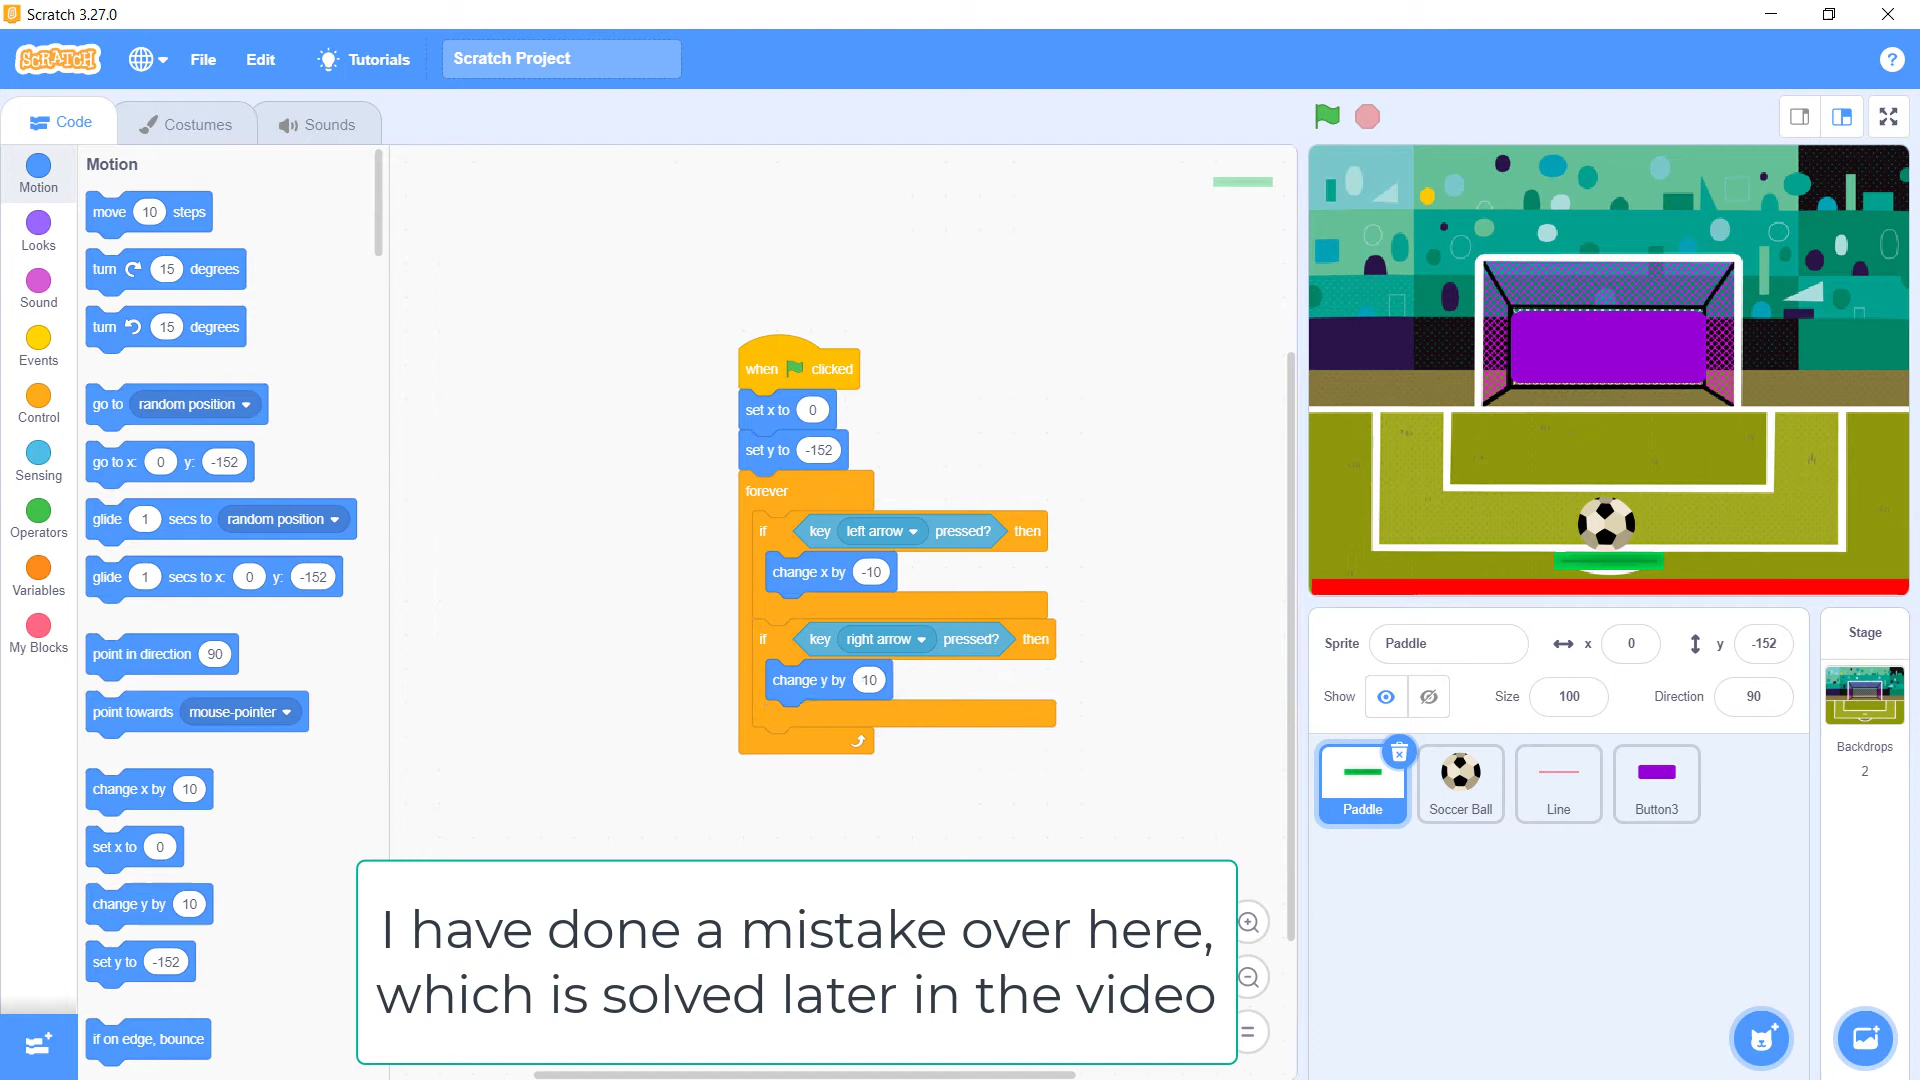 Scratch 3.27.0
SCRATCH
File
Edit
Tutorials
Scratch Project
?
Code
Costumes
Sounds
Motion
Looks
Sound
Events
Control
Sensing
Operators
Variables
My Blocks
Motion
move 10 steps
turn 15 degrees
turn 15 degrees
go to random position
go to x: 0 y: -152
glide 1 secs to random position
glide 1 secs to x: 0 y: -152
point in direction 90
point towards mouse-pointer
change x by 10
set x to 0
change y by 10
set y to -152
if on edge, bounce
when clicked
set x to 0
set y to -152
forever
if key left arrow pressed? then
change x by -10
if key right arrow pressed? then
change y by 10
I have done a mistake over here,
which is solved later in the video
Sprite Paddle x 0 y -152
Show Size 100 Direction 90
Paddle
Soccer Ball
Line
Button3
Stage
Backdrops
2